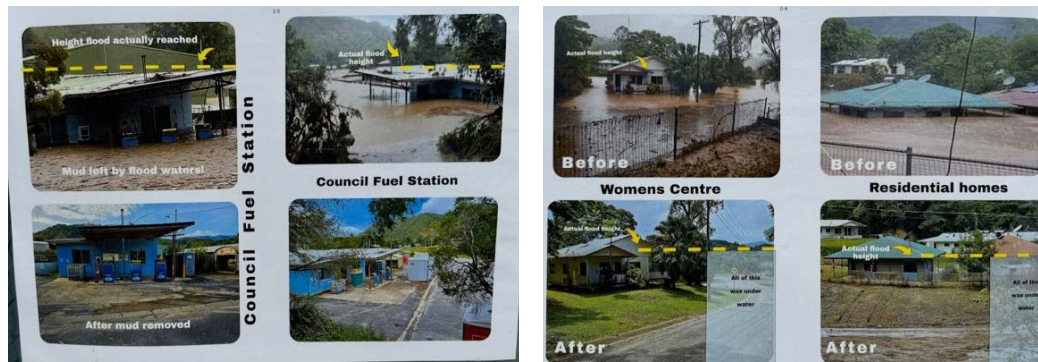 05
Height flood actually reached
Mud left by flood waters!
Council Fuel Station
Actual flood
height
Council Fuel Station
After mud removed
04
Actual flood height
Before
Womens Centre
Before
Residential homes
Actual flood height
All of this
was under
water
After
Actual flood
height
All of this
was under
water
After